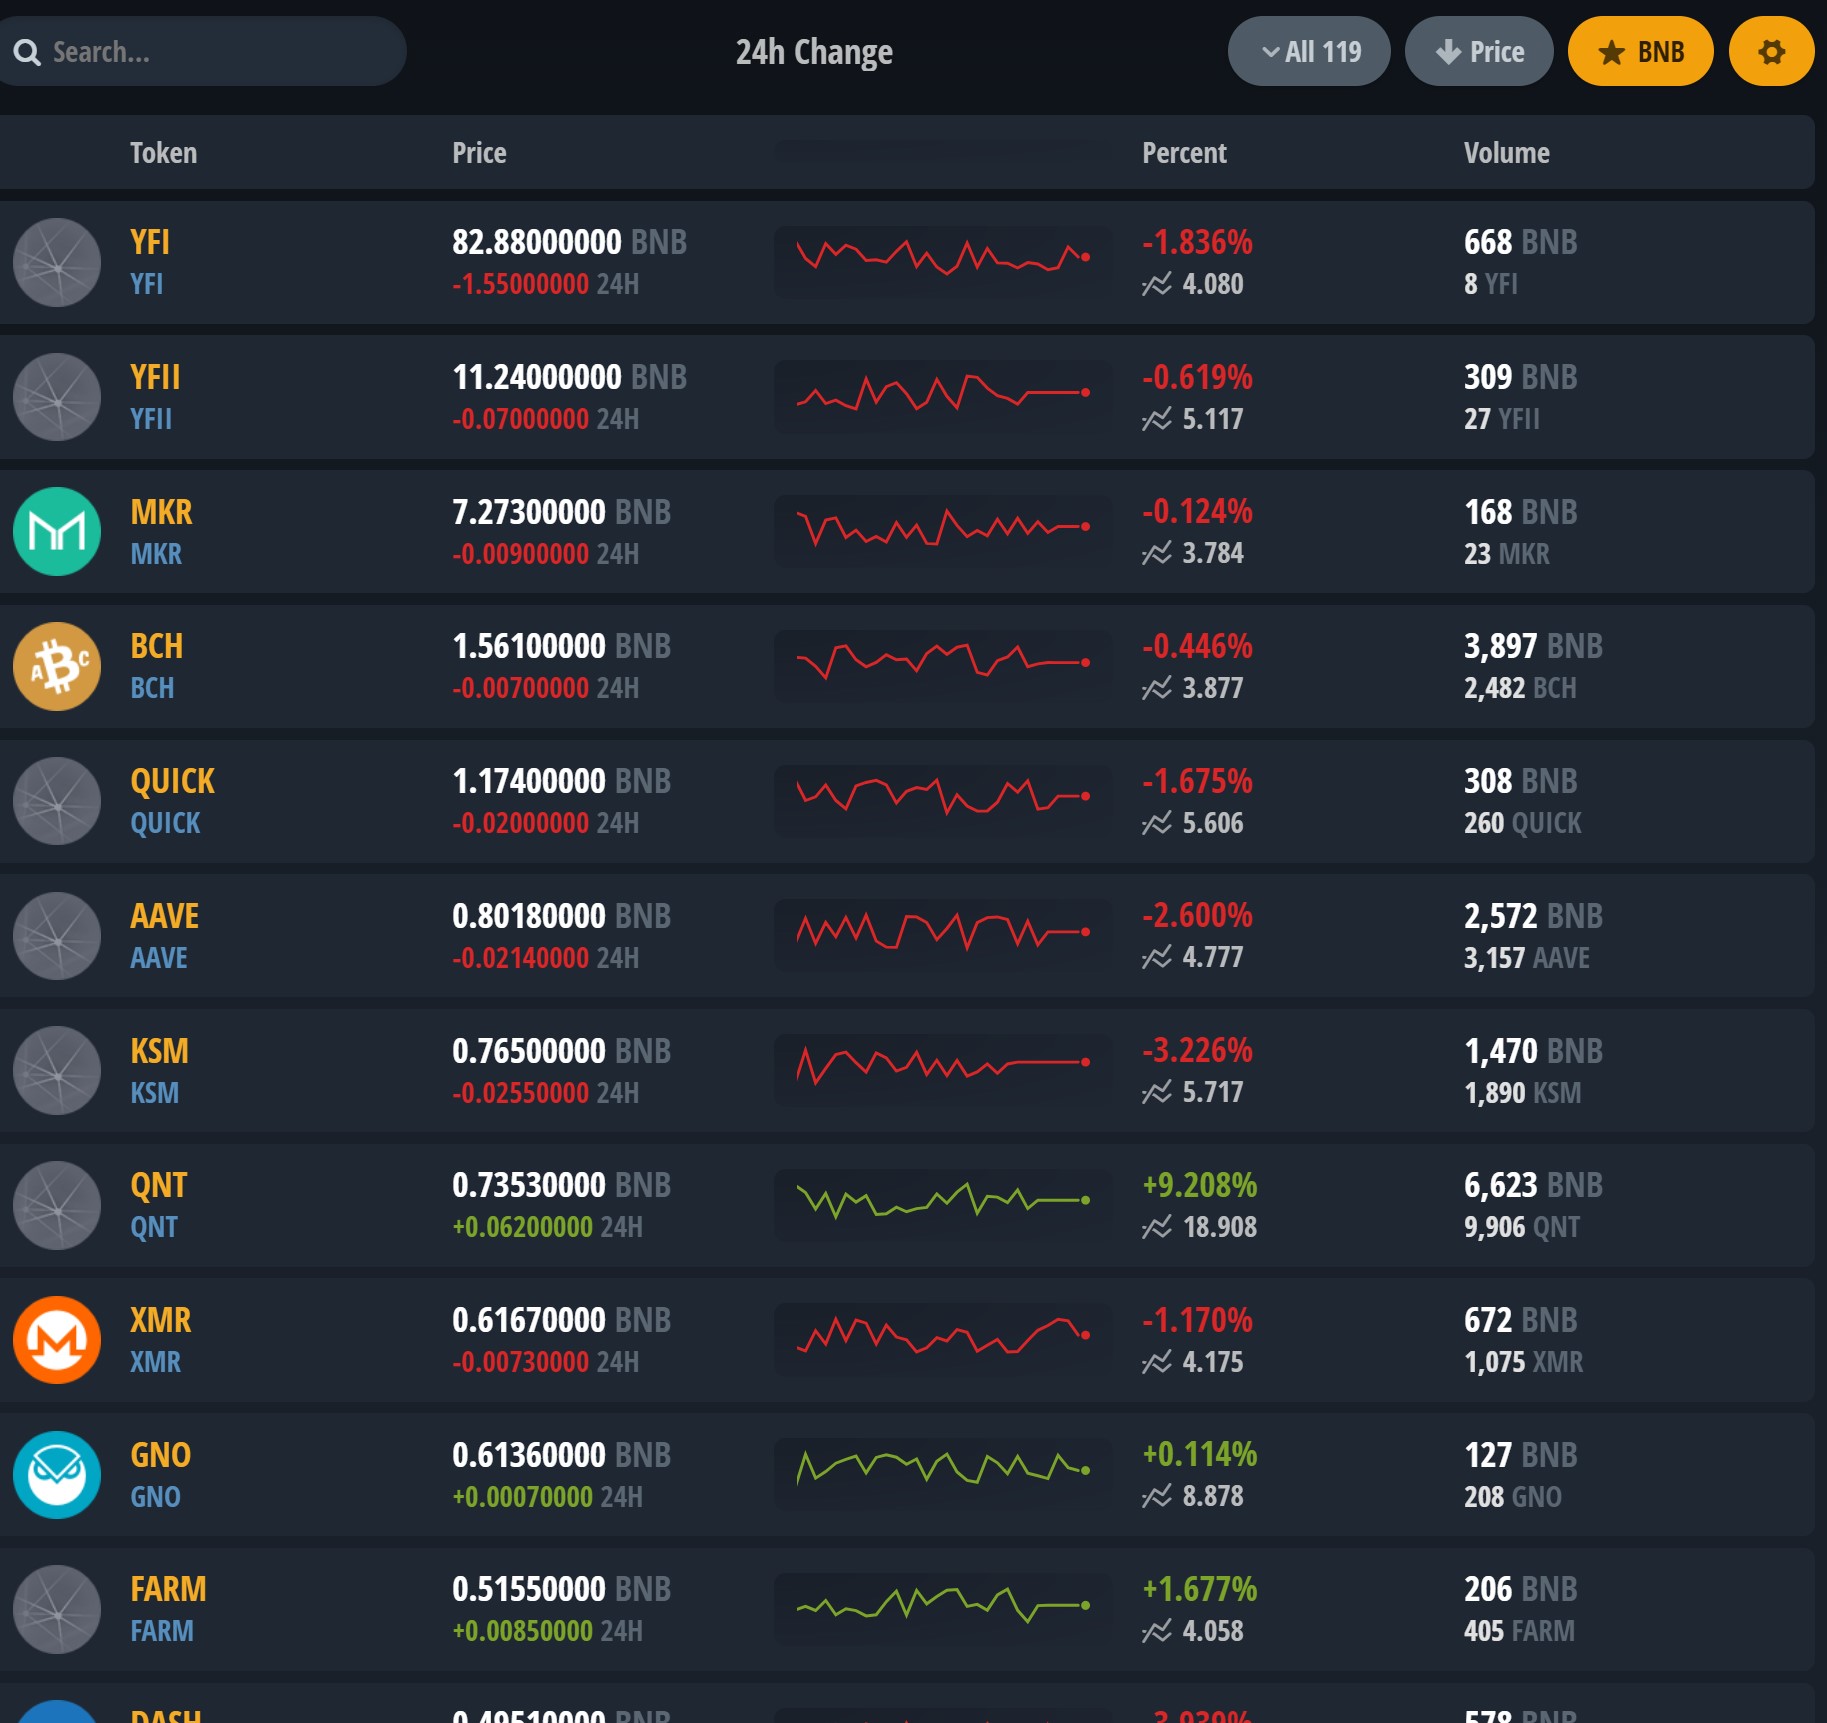 Search...
24h Change
All 119
Price
BNB
Token Price Percent Volume
YFI 82.88000000 BNB -1.836% 668 BNB
YFI -1.55000000 24H 4.080 8 YFI
YFII 11.24000000 BNB -0.619% 309 BNB
YFII -0.07000000 24H 5.117 27 YFII
MKR 7.27300000 BNB -0.124% 168 BNB
MKR -0.00900000 24H 3.784 23 MKR
BCH 1.56100000 BNB -0.446% 3,897 BNB
BCH -0.00700000 24H 3.877 2,482 BCH
QUICK 1.17400000 BNB -1.675% 308 BNB
QUICK -0.02000000 24H 5.606 260 QUICK
AAVE 0.80180000 BNB -2.600% 2,572 BNB
AAVE -0.02140000 24H 4.777 3,157 AAVE
KSM 0.76500000 BNB -3.226% 1,470 BNB
KSM -0.02550000 24H 5.717 1,890 KSM
QNT 0.73530000 BNB +9.208% 6,623 BNB
QNT +0.06200000 24H 18.908 9,906 QNT
XMR 0.61670000 BNB -1.170% 672 BNB
XMR -0.00730000 24H 4.175 1,075 XMR
GNO 0.61360000 BNB +0.114% 127 BNB
GNO +0.00070000 24H 8.878 208 GNO
FARM 0.51550000 BNB +1.677% 206 BNB
FARM +0.00850000 24H 4.058 405 FARM
DASH 0.49510000 BNB -3.939% 578 BNB